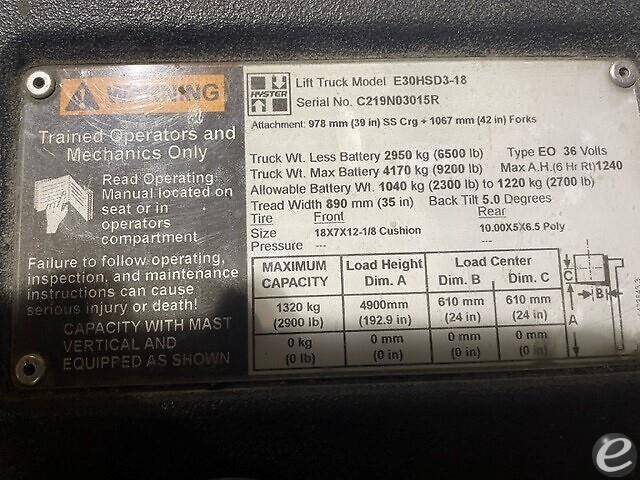 WARNING
Trained Operators and
Mechanics Only
Read Operating
Manual located on
seat or in
operators
compartment
Failure to follow operating,
inspection, and maintenance
instructions can cause
serious injury or death!
CAPACITY WITH MAST
VERTICAL AND
EQUIPPED AS SHOWN
HYSTER
Lift Truck Model E30HSD3-18
Serial No. C219N03015R
Attachment: 978 mm (39 in) SS Crg + 1067 mm (42 in) Forks
Truck Wt. Less Battery 2950 kg (6500 lb) Type EO 36 Volts
Truck Wt. Max Battery 4170 kg (9200 lb) Max A.H.(6 Hr Rt)1240
Allowable Battery Wt. 1040 kg (2300 lb) to 1220 kg (2700 lb)
Tread Width 890 mm (35 in) Back Tilt 5.0 Degrees
Tire Front Rear
Size 18X7X12-1/8 Cushion 10.00X5X6.5 Poly
Pressure --- ---
MAXIMUM CAPACITY
Load Height Dim. A
Load Center
Dim. B Dim. C
1320 kg 4900mm 610 mm 610 mm
(2900 lb) (192.9 in) (24 in) (24 in)
0 kg 0 mm 0 mm 0 mm
(0 lb) (0 in) (0 in) (0 in)
C
B
A
e